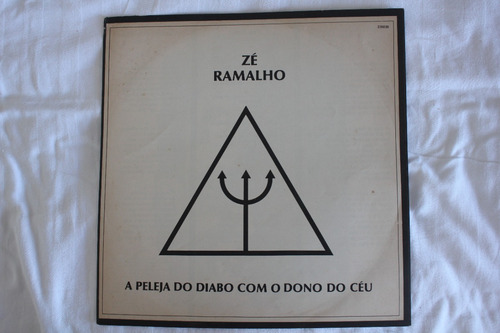 ZÉ
RAMALHO
A PELEJA DO DIABO COM O DONO DO CÉU